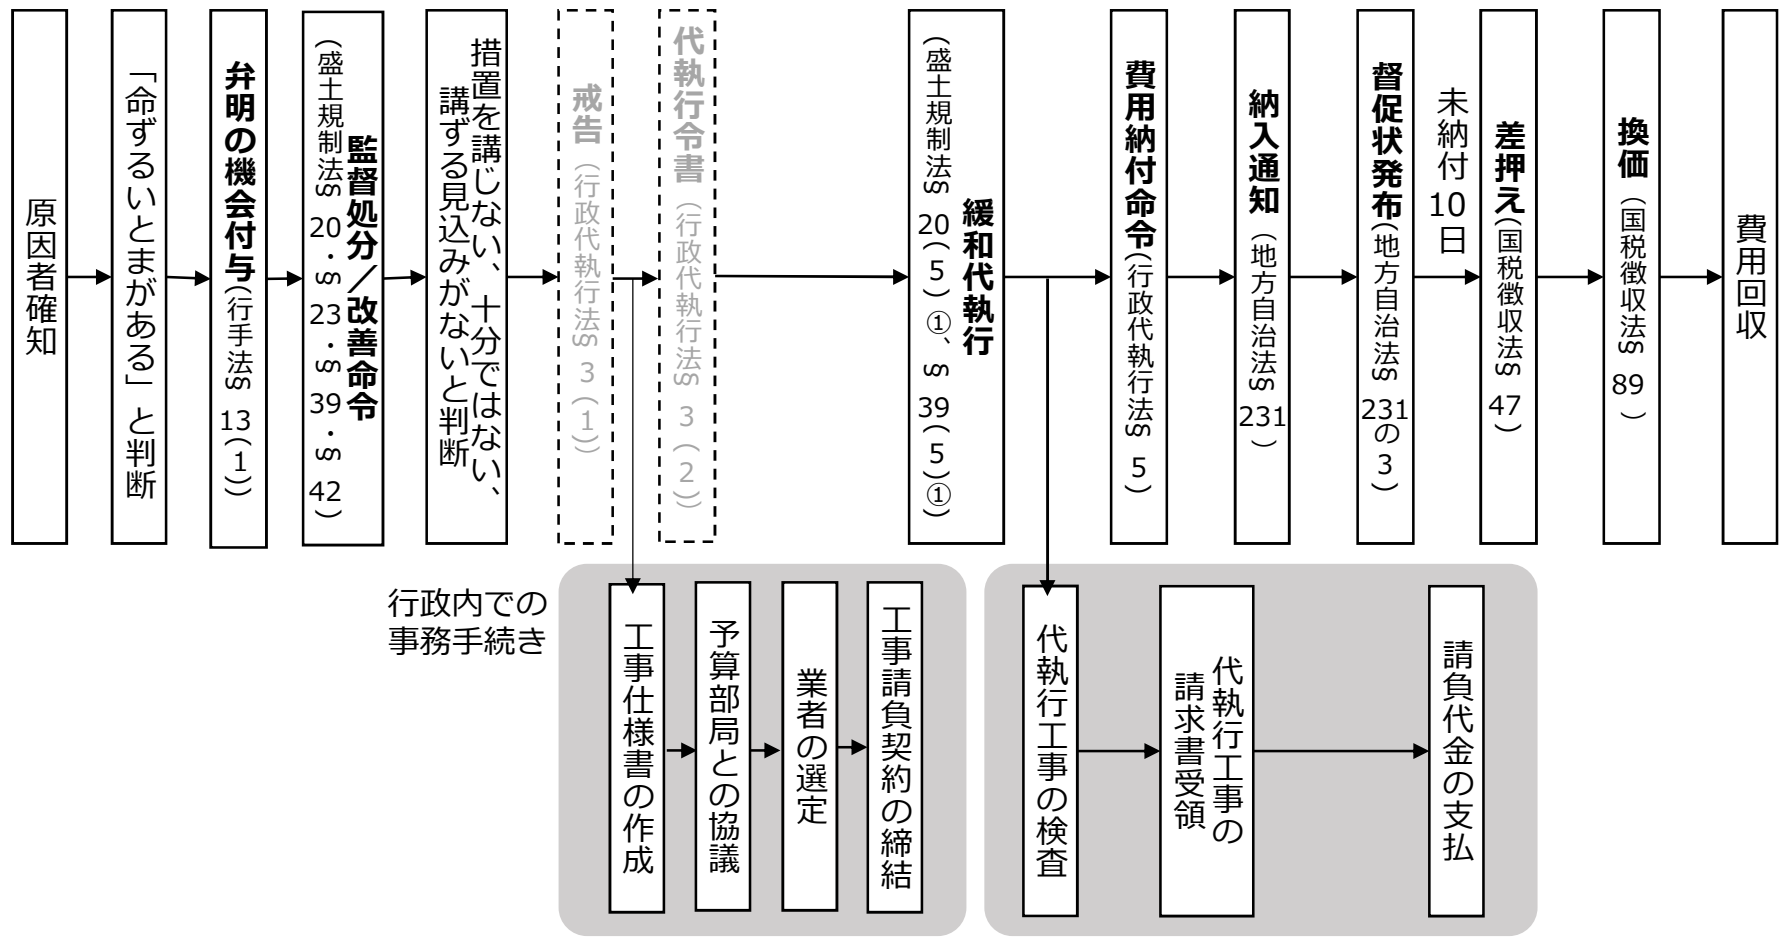 原因者確知
「命ずるいとまがある」と判断
弁明の機会付与(行手法§13(1))
監督処分／改善命令
(盛土規制法§20・§23・§39・§42)
措置を講じない、十分ではない、
講ずる見込みがないと判断
戒告(行政代執行法§3(1))
代執行令書(行政代執行法§3(2))
緩和代執行
(盛土規制法§20(5)①、§39(5)①)
費用納付命令(行政代執行法§5)
納入通知(地方自治法§231)
督促状発布(地方自治法§231の3)
未納付10日
差押え(国税徴収法§47)
換価(国税徴収法§89)
費用回収
行政内での
事務手続き
工事仕様書の作成
予算部局との協議
業者の選定
工事請負契約の締結
代執行工事の検査
代執行工事の
請求書受領
請負代金の支払